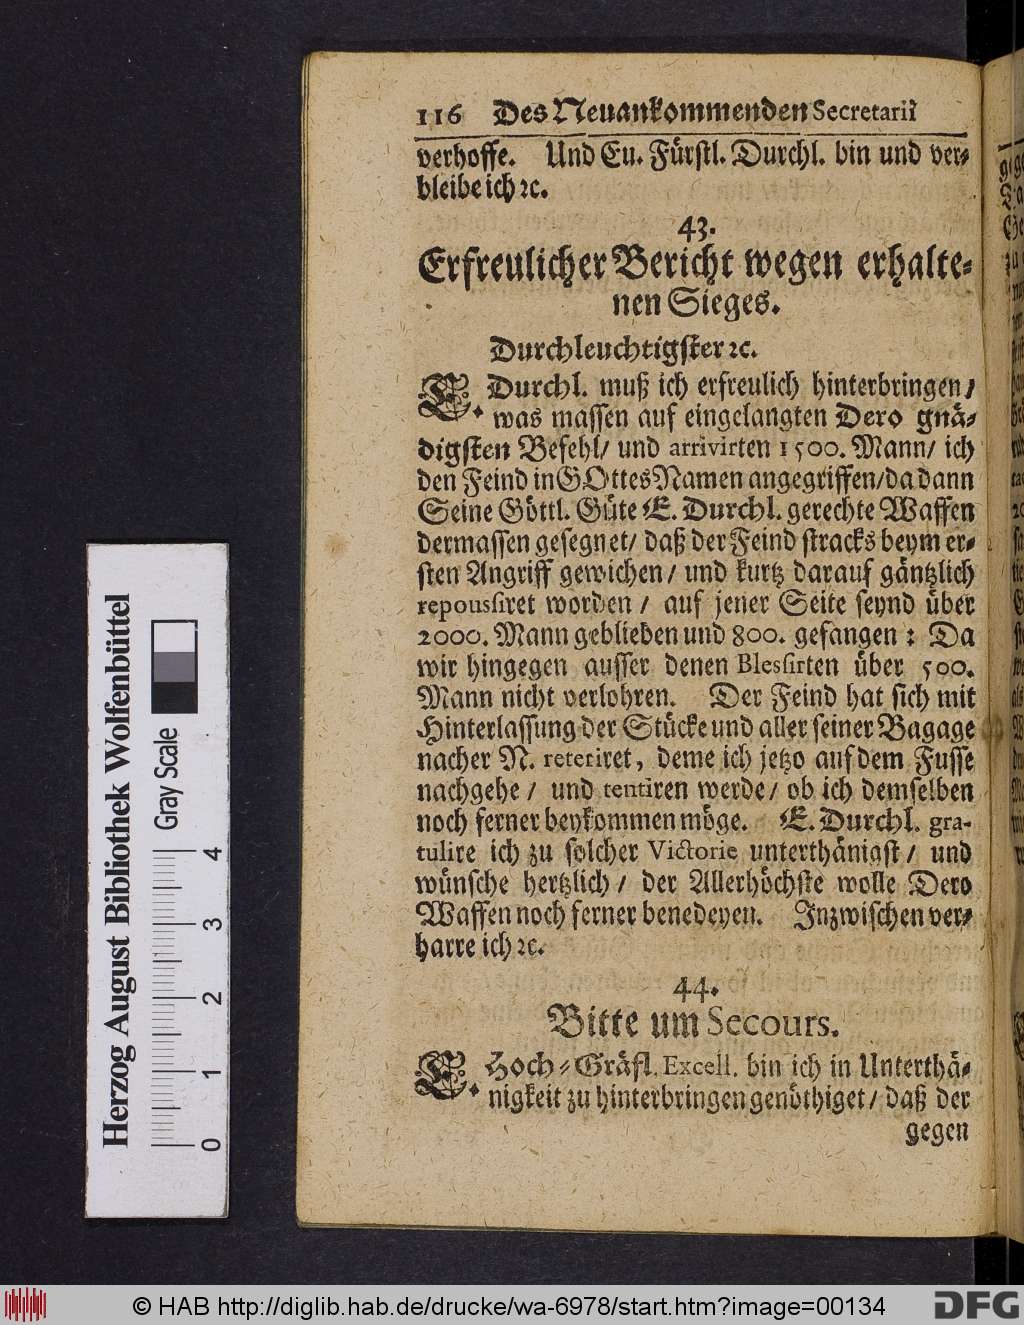 116 Des Neuankommenden Secretarii
verhoffe. Und Eu. Fürstl. Durchl. bin und ver-
bleibe ich ꝛc.
43.
Erfreulicher Bericht wegen erhalte-
nen Sieges.
Durchleuchtigster ꝛc.
E. Durchl. muß ich erfreulich hinterbringen/
was massen auf eingelangten Dero gnä-
digsten Befehl/ und arrivirten 1500. Mann/ ich
den Feind in GOttes Namen angegriffen/ da dann
Seine Göttl. Güte E. Durchl. gerechte Waffen
dermassen gesegnet/ daß der Feind stracks beym er-
sten Angriff gewichen/ und kurtz darauf gäntzlich
repousiret worden/ auf jener Seite seynd über
2000. Mann geblieben und 800. gefangen: Da
wir hingegen ausser denen Blesirten über 500.
Mann nicht verlohren. Der Feind hat sich mit
Hinterlassung der Stücke und aller seiner Bagage
nacher N. reteriret, deme ich jetzo auf dem Fusse
nachgehe/ und tentiren werde/ ob ich demselben
noch ferner beykommen möge. E. Durchl. gra-
tulire ich zu solcher Victorie unterthänigst/ und
wünsche hertzlich/ der Allerhöchste wolle Dero
Waffen noch ferner benedeyen. Inzwischen ver-
harre ich ꝛc.
44.
Bitte um Secours.
E. Hoch-Gräfl. Excell. bin ich in Unterthä-
nigkeit zu hinterbringen genöthiget/ daß der
gegen
Herzog August Bibliothek Wolfenbüttel
Gray Scale
0 1 2 3 4
© HAB http://diglib.hab.de/drucke/wa-6978/start.htm?image=00134
DFG